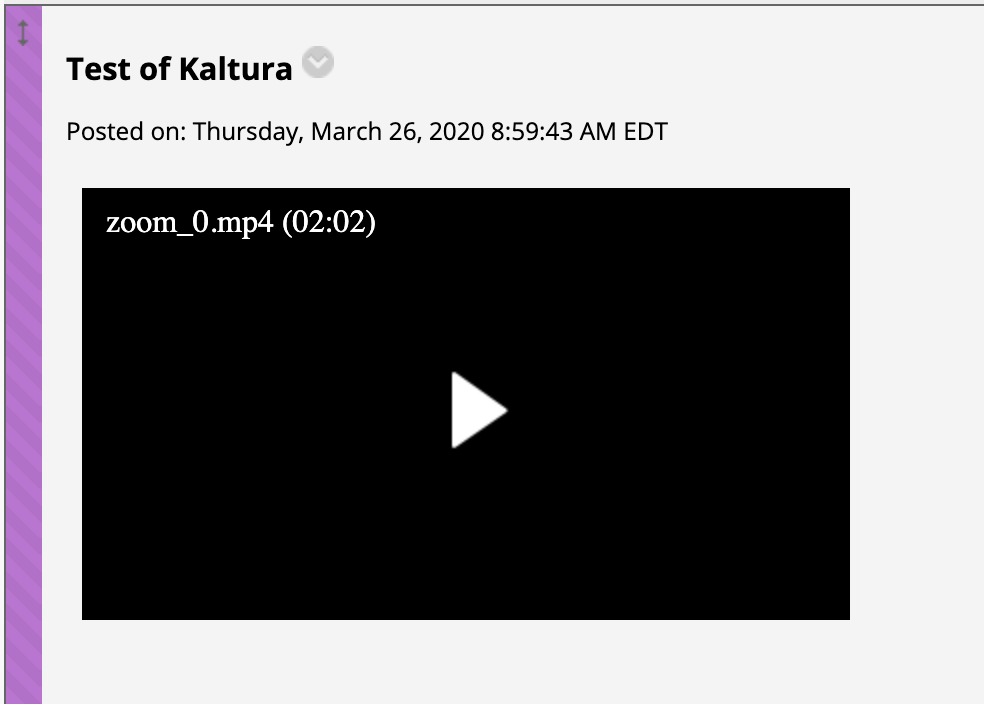 Test of Kaltura
Posted on: Thursday, March 26, 2020 8:59:43 AM EDT
zoom_0.mp4 (02:02)